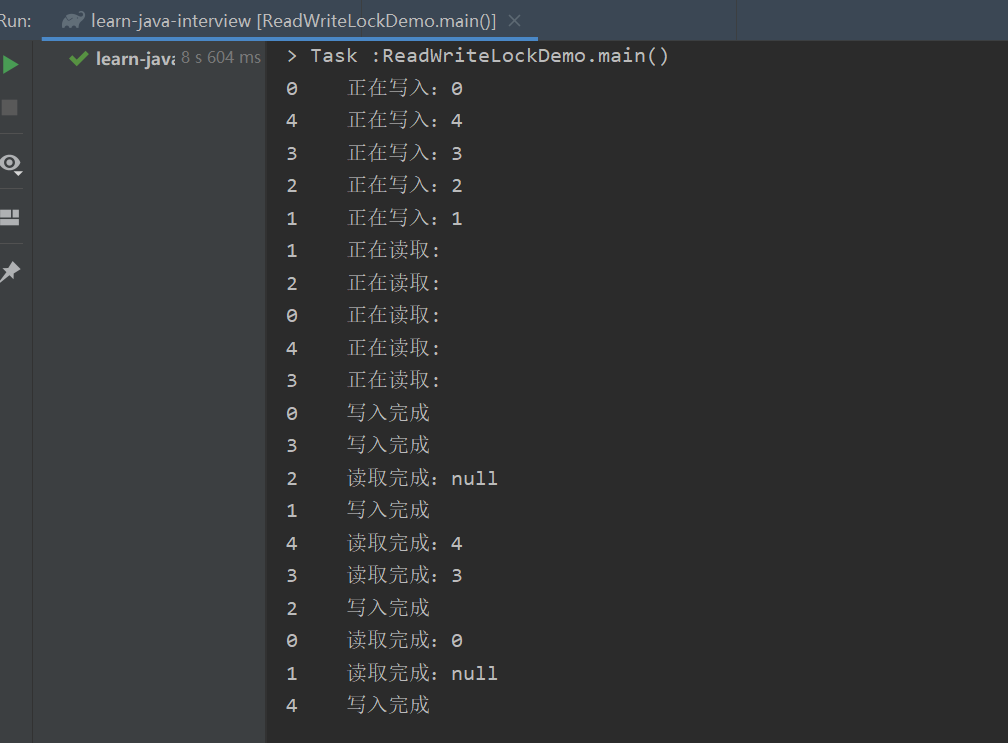 Run: learn-java-interview [ReadWriteLockDemo.main()]
learn-java 8 s 604 ms
> Task :ReadWriteLockDemo.main()
0 正在写入：0
4 正在写入：4
3 正在写入：3
2 正在写入：2
1 正在写入：1
1 正在读取：
2 正在读取：
0 正在读取：
4 正在读取：
3 正在读取：
0 写入完成
3 写入完成
2 读取完成：null
1 写入完成
4 读取完成：4
3 读取完成：3
2 写入完成
0 读取完成：0
1 读取完成：null
4 写入完成